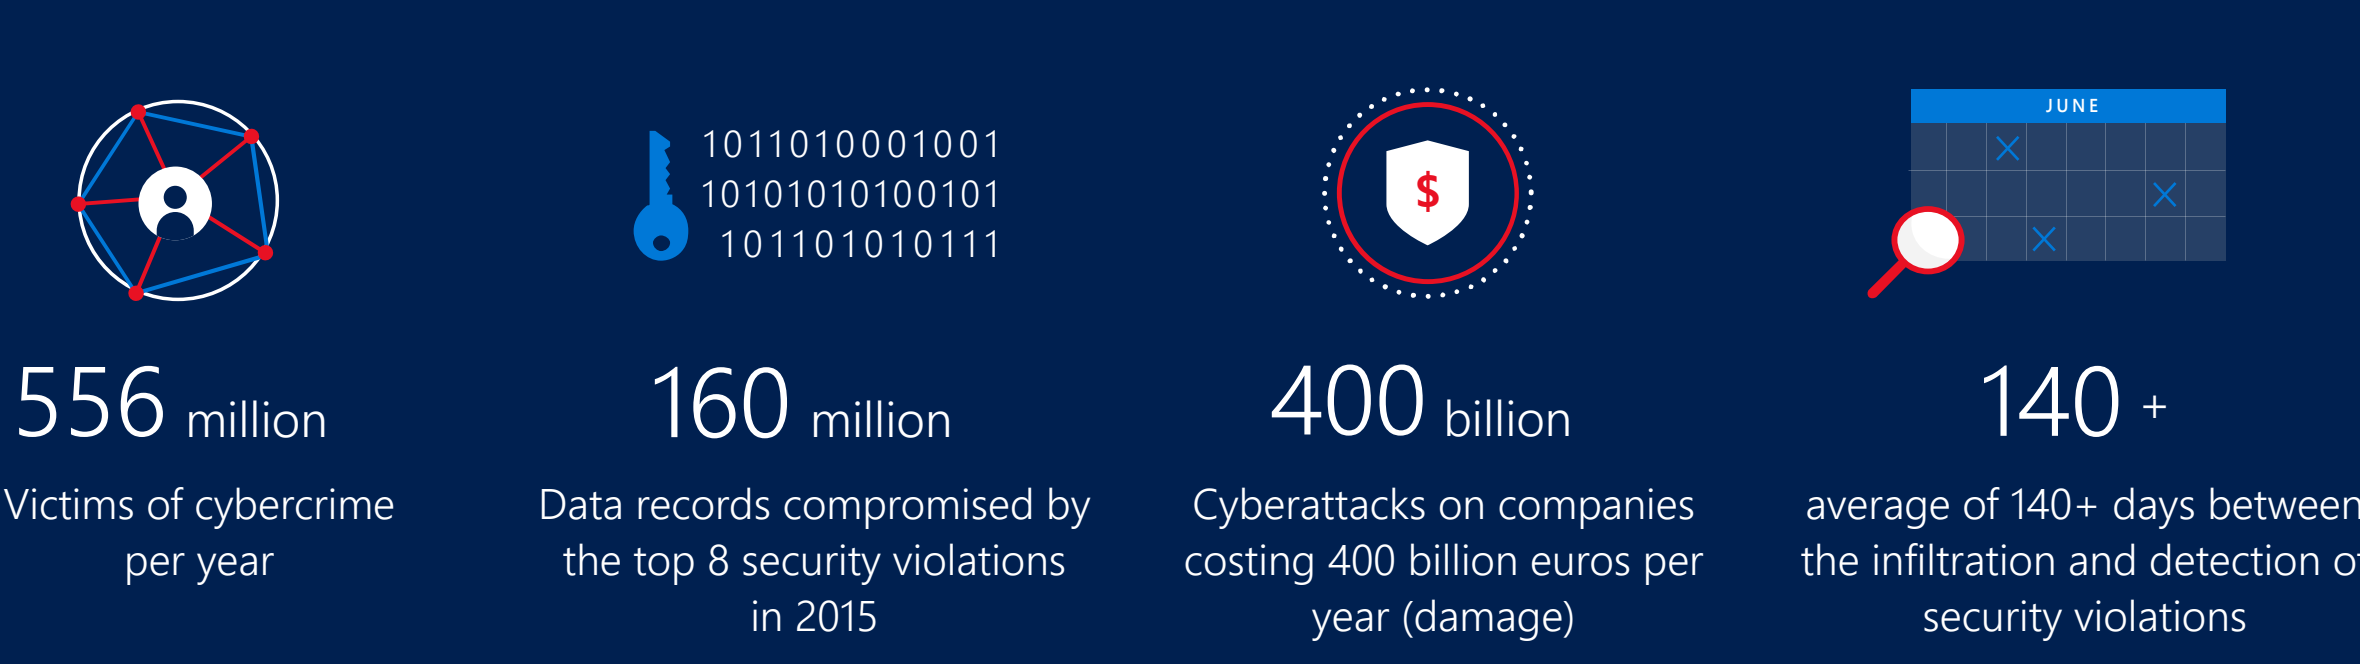 1011010001001
10101010100101
101101010111
$
JUNE
556 million
Victims of cybercrime
per year
160 million
Data records compromised by
the top 8 security violations
in 2015
400 billion
Cyberattacks on companies
costing 400 billion euros per
year (damage)
140 +
average of 140+ days between
the infiltration and detection of
security violations